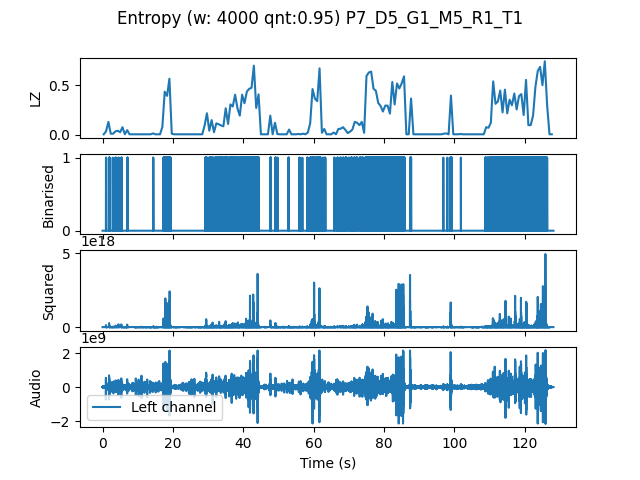 Entropy (w: 4000 qnt:0.95) P7_D5_G1_M5_R1_T1
0.5
0.0
LZ
1
0
Binarised
1e18
5
0
Squared
1e9
2
0
−2
Audio
Left channel
0 20 40 60 80 100 120
Time (s)